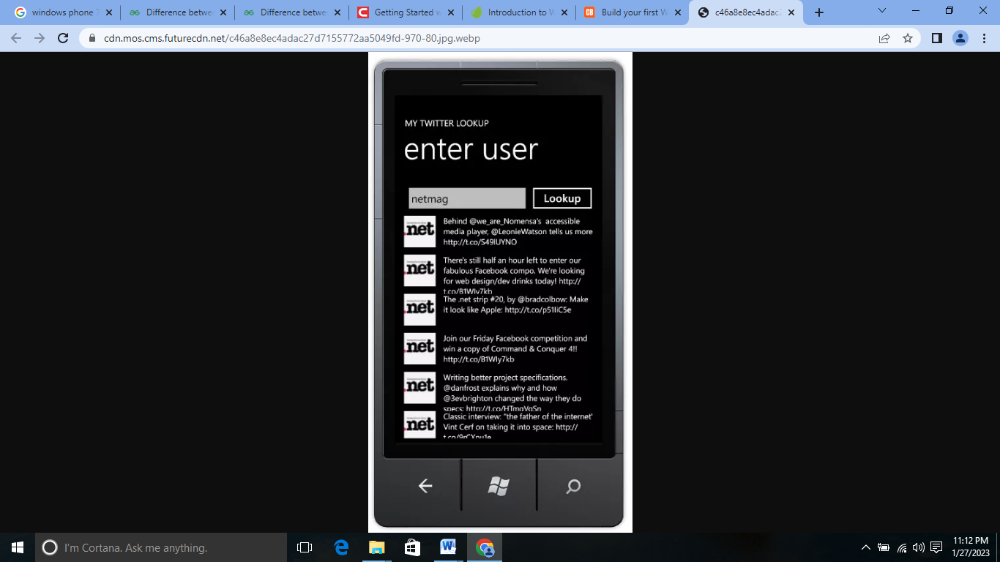 windows phone 7
Difference betwe
Difference betwe
Getting Started w
Introduction to W
Build your first W
c46a8e8ec4adac2
cdn.mos.cms.futurecdn.net/c46a8e8ec4adac27d7155772aa5049fd-970-80.jpg.webp
MY TWITTER LOOKUP
enter user
netmag
Lookup
.net
Behind @we_are_Nomensa's accessible
media player, @LeonieWatson tells us more
http://t.co/S49lUYNO
.net
There's still half an hour left to enter our
fabulous Facebook compo. We're looking
for web design/dev drinks today! http://
t.co/B1Wly7kb
.net
The .net strip #20, by @bradcolbow: Make
it look like Apple: http://t.co/p51liC5e
.net
Join our Friday Facebook competition and
win a copy of Command & Conquer 4!!
http://t.co/B1Wly7kb
.net
Writing better project specifications.
@danfrost explains why and how
@3evbrighton changed the way they do
specs: http://t.co/HTmqVqSn
.net
Classic interview: "the father of the internet'
Vint Cerf on taking it into space: http://
t.co/9rCXpu1e
I'm Cortana. Ask me anything.
11:12 PM
1/27/2023